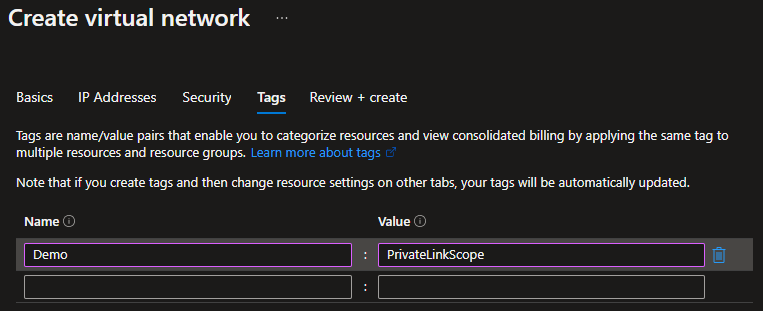 Create virtual network ...
Basics IP Addresses Security Tags Review + create
Tags are name/value pairs that enable you to categorize resources and view consolidated billing by applying the same tag to
multiple resources and resource groups. Learn more about tags
Note that if you create tags and then change resource settings on other tabs, your tags will be automatically updated.
Name Value
Demo : PrivateLinkScope
: